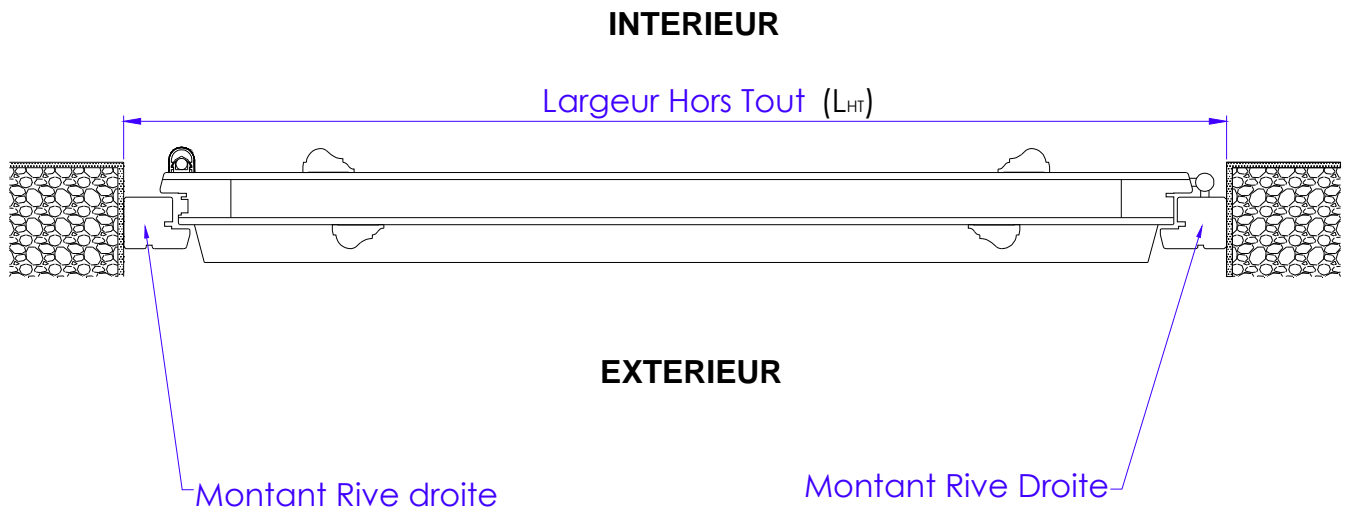 INTERIEUR
Largeur Hors Tout (LHT)
EXTERIEUR
Montant Rive droite
Montant Rive Droite